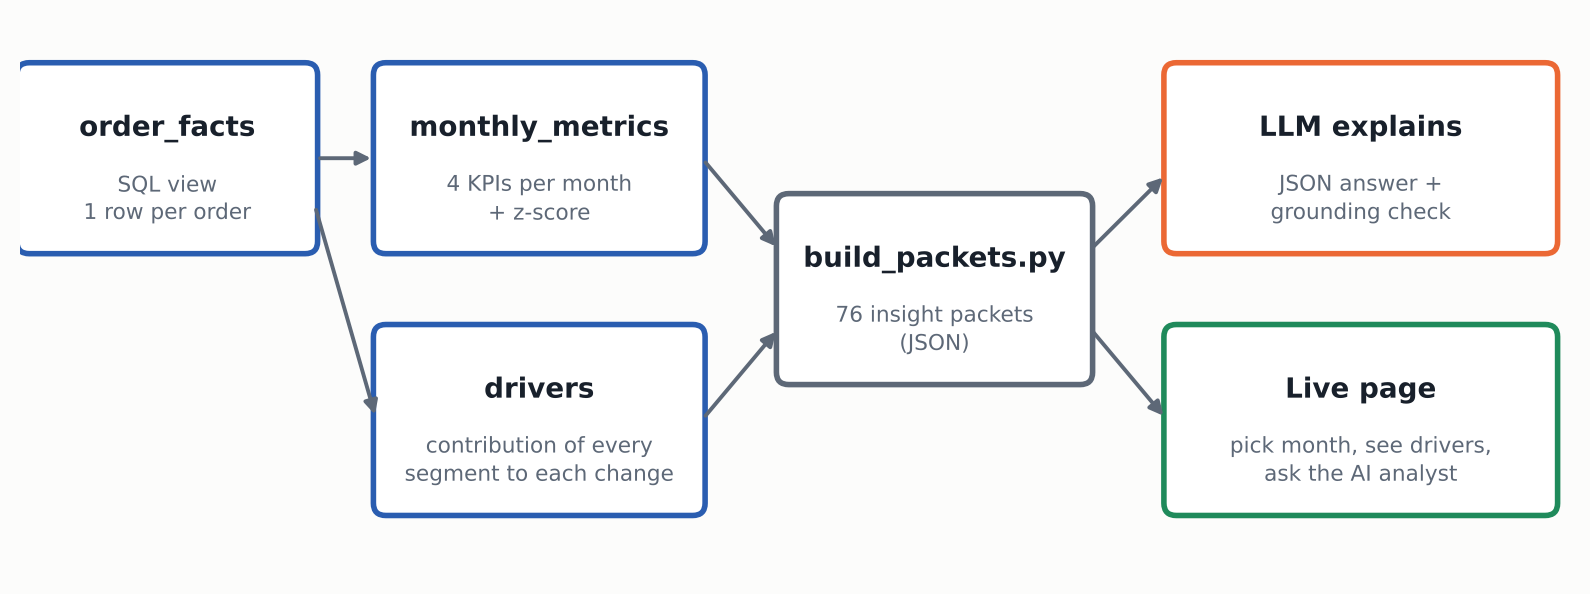 order_facts
SQL view
1 row per order
monthly_metrics
4 KPIs per month
+ z-score
drivers
contribution of every
segment to each change
build_packets.py
76 insight packets
(JSON)
LLM explains
JSON answer +
grounding check
Live page
pick month, see drivers,
ask the AI analyst